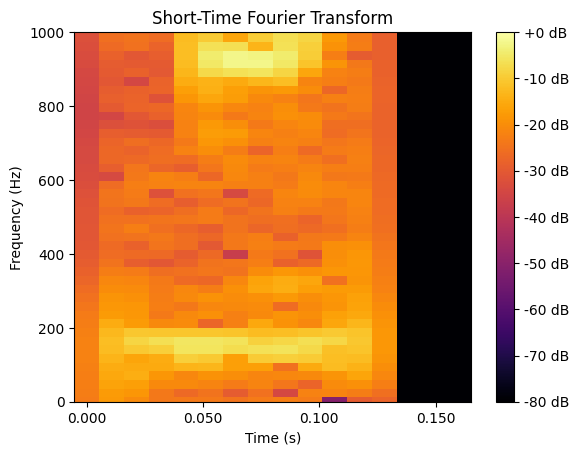 Short-Time Fourier Transform
1000
800
600
400
200
0
Frequency (Hz)
0.000
0.050
0.100
0.150
Time (s)
+0 dB
-10 dB
-20 dB
-30 dB
-40 dB
-50 dB
-60 dB
-70 dB
-80 dB